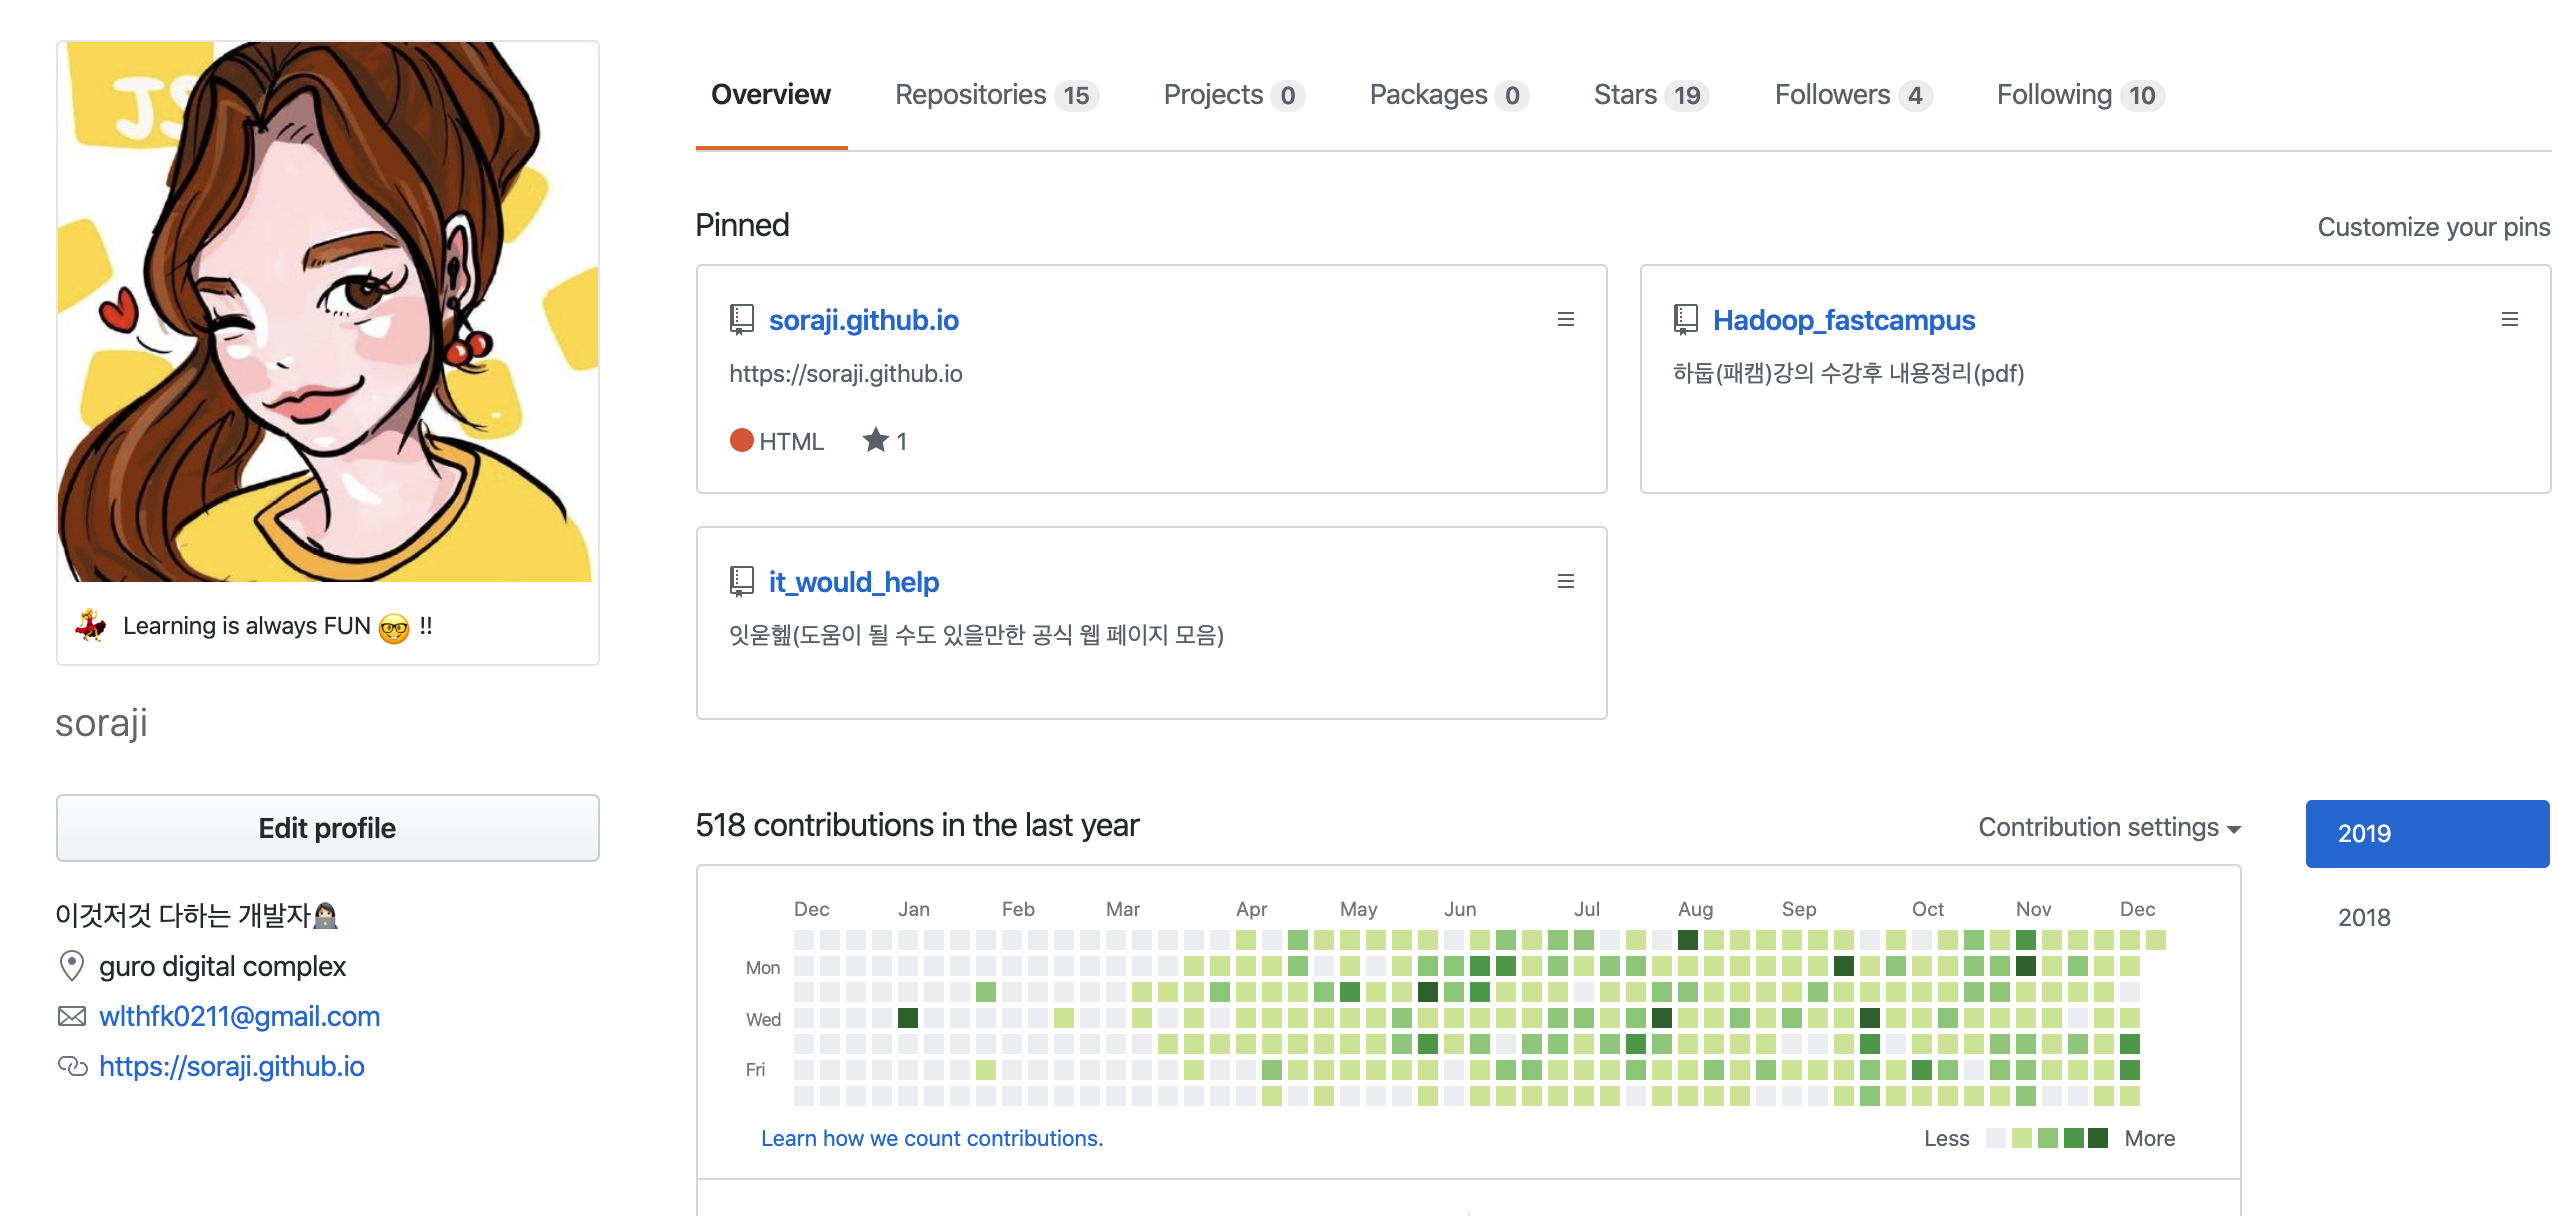 JS
Learning is always FUN 🤓 !!
soraji
Edit profile
이것저것 다하는 개발자👩🏻‍💻
guro digital complex
wlthfk0211@gmail.com
https://soraji.github.io
Overview Repositories 15 Projects 0 Packages 0 Stars 19 Followers 4 Following 10
Pinned Customize your pins
soraji.github.io
https://soraji.github.io
HTML 1
Hadoop_fastcampus
하둡(패캠)강의 수강후 내용정리(pdf)
it_would_help
잇욷헲(도움이 될 수도 있을만한 공식 웹 페이지 모음)
518 contributions in the last year Contribution settings
2019
2018
Dec Jan Feb Mar Apr May Jun Jul Aug Sep Oct Nov Dec
Mon
Wed
Fri
Learn how we count contributions. Less More